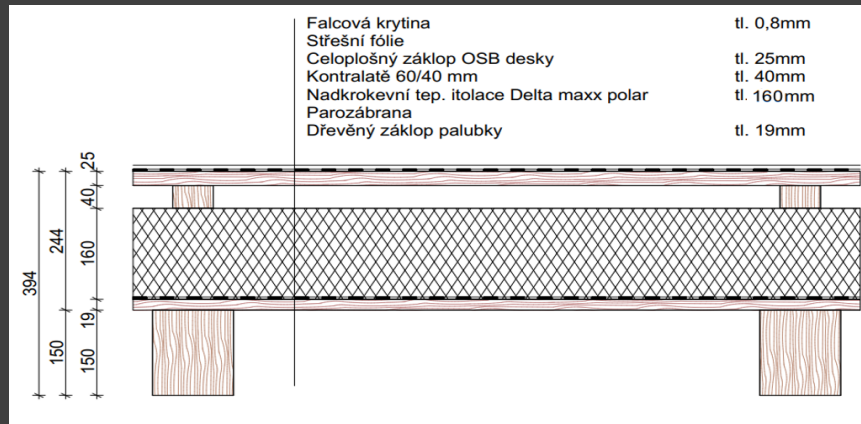 Falcová krytina tl. 0,8mm
Střešní fólie
Celoplošný záklop OSB desky tl. 25mm
Kontralatě 60/40 mm tl. 40mm
Nadkrokevní tep. itolace Delta maxx polar tl. 160mm
Parozábrana
Dřevěný záklop palubky tl. 19mm
25
40
244
160
394
19
150
150